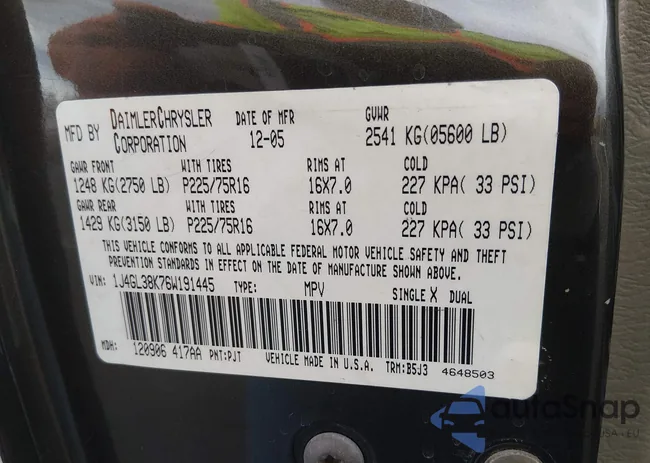 MFD BY DAIMLERCHRYSLER CORPORATION DATE OF MFR 12-05 GVWR 2541 KG(05600 LB)
GAWR FRONT WITH TIRES RIMS AT COLD
1248 KG(2750 LB) P225/75R16 16X7.0 227 KPA( 33 PSI)
GAWR REAR WITH TIRES RIMS AT COLD
1429 KG(3150 LB) P225/75R16 16X7.0 227 KPA( 33 PSI)
THIS VEHICLE CONFORMS TO ALL APPLICABLE FEDERAL MOTOR VEHICLE SAFETY AND THEFT
PREVENTION STANDARDS IN EFFECT ON THE DATE OF MANUFACTURE SHOWN ABOVE.
VIN: 1J4GL38K76W191445 TYPE: MPV SINGLE X DUAL
MDH: 120906 417AA PNT:PJT VEHICLE MADE IN U.S.A. TRM:B5J3 4648503
autoSnap